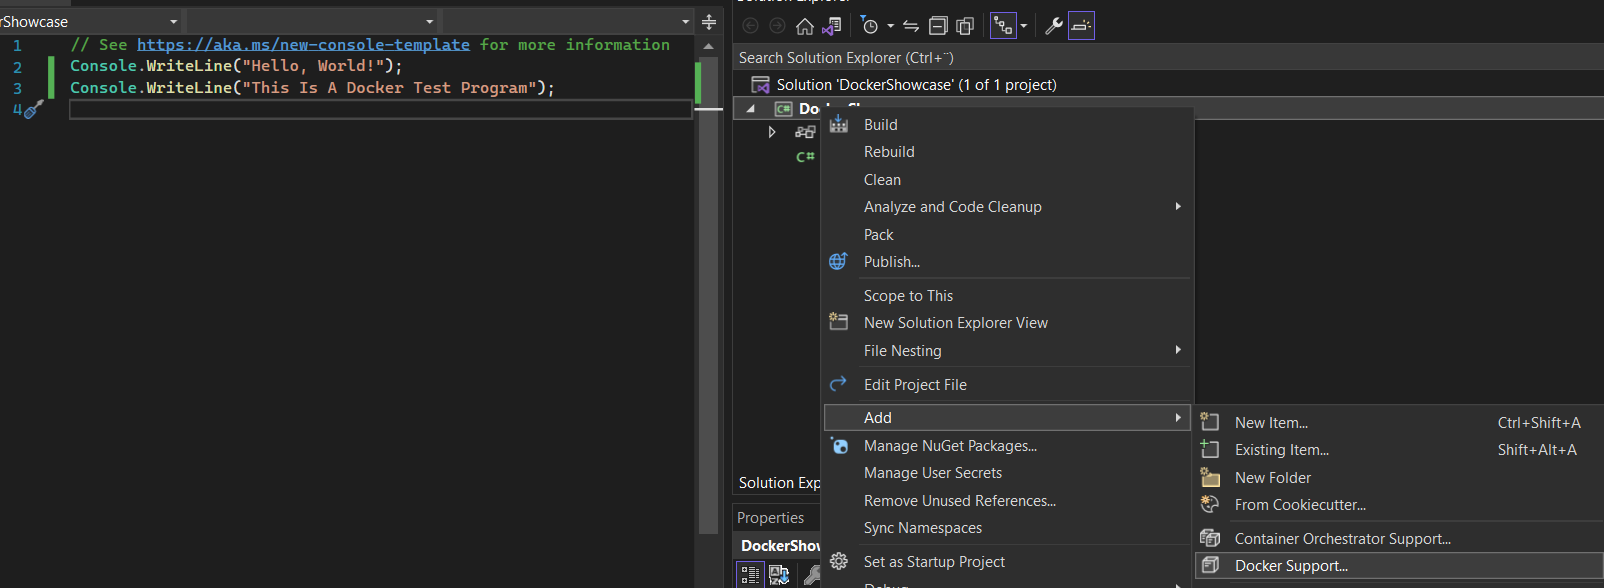 rShowcase
1 // See https://aka.ms/new-console-template for more information
2 Console.WriteLine("Hello, World!");
3 Console.WriteLine("This Is A Docker Test Program");
4
Search Solution Explorer (Ctrl+¨)
Solution 'DockerShowcase' (1 of 1 project)
C#
C#
Build
Rebuild
Clean
Analyze and Code Cleanup
Pack
Publish...
Scope to This
New Solution Explorer View
File Nesting
Edit Project File
Add
Manage NuGet Packages...
Manage User Secrets
Remove Unused References...
Sync Namespaces
Set as Startup Project
New Item... Ctrl+Shift+A
Existing Item... Shift+Alt+A
New Folder
From Cookiecutter...
Container Orchestrator Support...
Docker Support...
Solution Exp
Properties
DockerShow